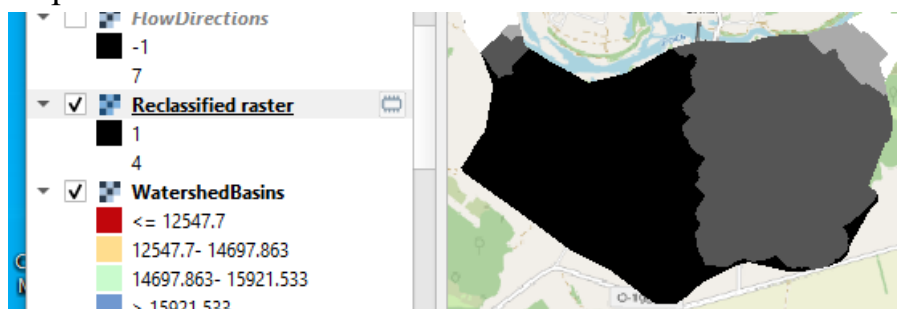 FlowDirections
-1
7
Reclassified raster
1
4
WatershedBasins
<= 12547.7
12547.7- 14697.863
14697.863- 15921.533
> 15921.533